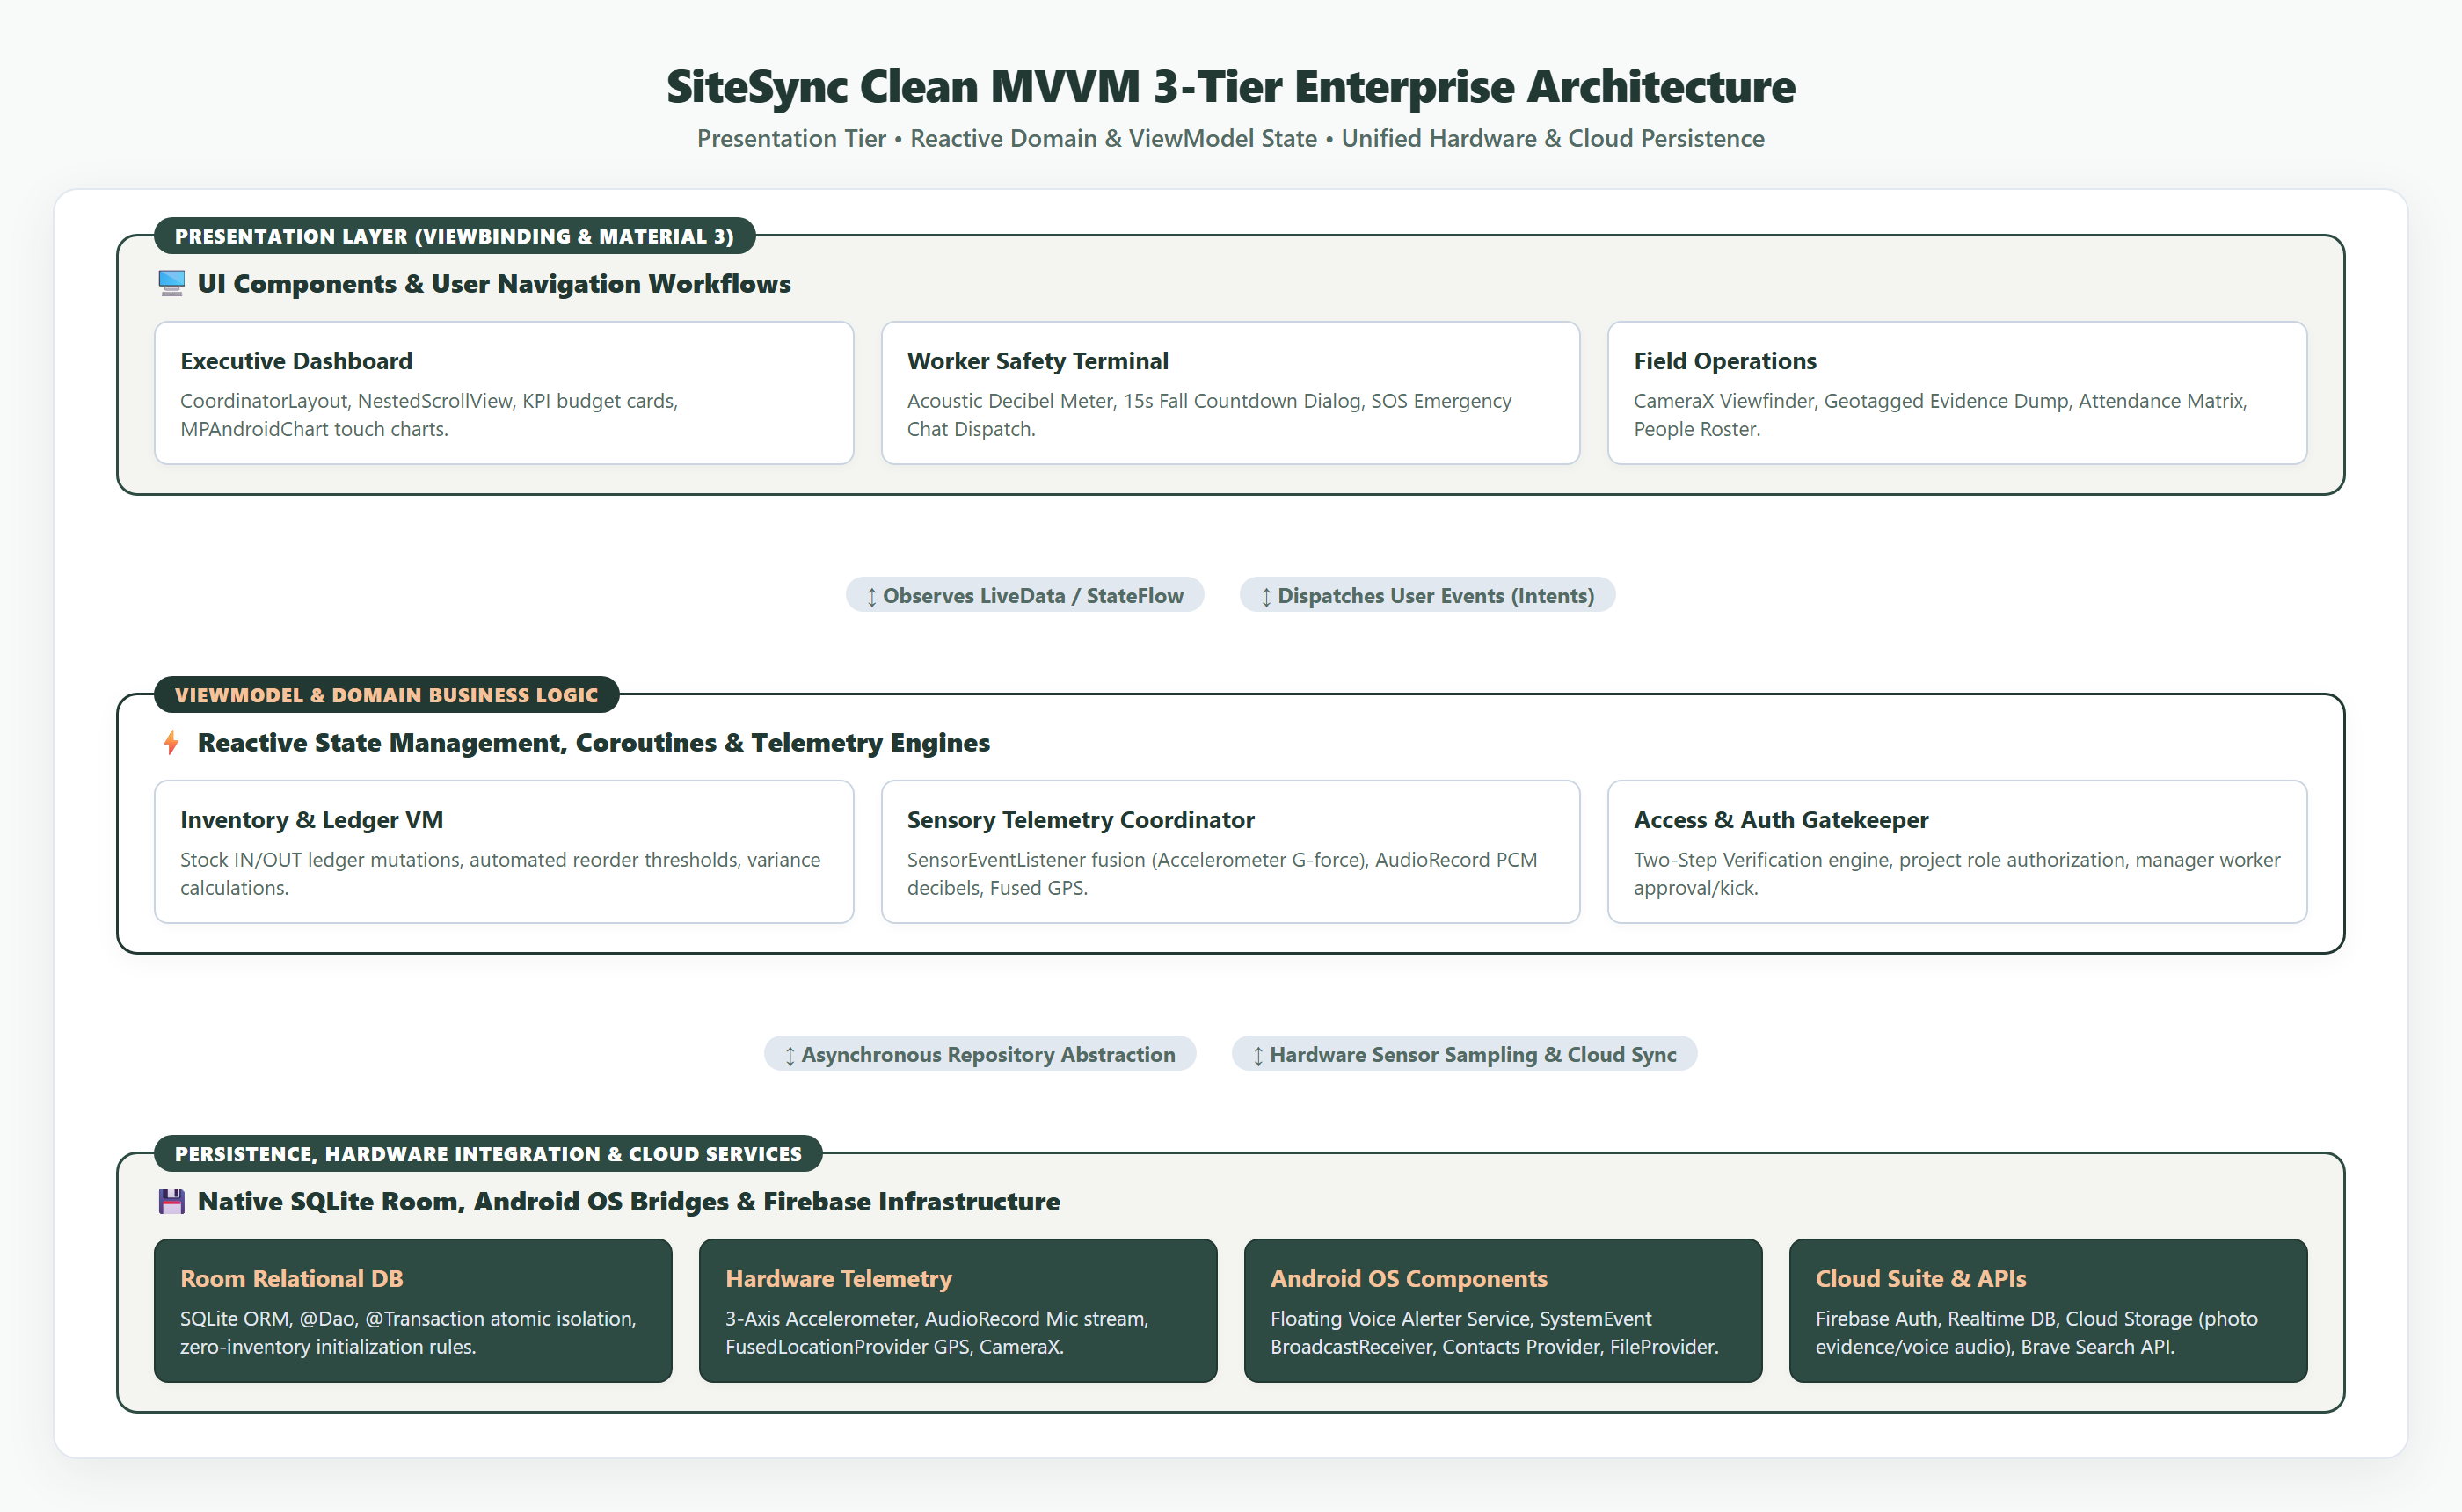 SiteSync Clean MVVM 3-Tier Enterprise Architecture
Presentation Tier • Reactive Domain & ViewModel State • Unified Hardware & Cloud Persistence
PRESENTATION LAYER (VIEWBINDING & MATERIAL 3)
UI Components & User Navigation Workflows
Executive Dashboard
CoordinatorLayout, NestedScrollView, KPI budget cards,
MPAndroidChart touch charts.
Worker Safety Terminal
Acoustic Decibel Meter, 15s Fall Countdown Dialog, SOS Emergency
Chat Dispatch.
Field Operations
CameraX Viewfinder, Geotagged Evidence Dump, Attendance Matrix,
People Roster.
↕ Observes LiveData / StateFlow
↕ Dispatches User Events (Intents)
VIEWMODEL & DOMAIN BUSINESS LOGIC
Reactive State Management, Coroutines & Telemetry Engines
Inventory & Ledger VM
Stock IN/OUT ledger mutations, automated reorder thresholds, variance
calculations.
Sensory Telemetry Coordinator
SensorEventListener fusion (Accelerometer G-force), AudioRecord PCM
decibels, Fused GPS.
Access & Auth Gatekeeper
Two-Step Verification engine, project role authorization, manager worker
approval/kick.
↕ Asynchronous Repository Abstraction
↕ Hardware Sensor Sampling & Cloud Sync
PERSISTENCE, HARDWARE INTEGRATION & CLOUD SERVICES
Native SQLite Room, Android OS Bridges & Firebase Infrastructure
Room Relational DB
SQLite ORM, @Dao, @Transaction atomic isolation,
zero-inventory initialization rules.
Hardware Telemetry
3-Axis Accelerometer, AudioRecord Mic stream,
FusedLocationProvider GPS, CameraX.
Android OS Components
Floating Voice Alerter Service, SystemEvent
BroadcastReceiver, Contacts Provider, FileProvider.
Cloud Suite & APIs
Firebase Auth, Realtime DB, Cloud Storage (photo
evidence/voice audio), Brave Search API.